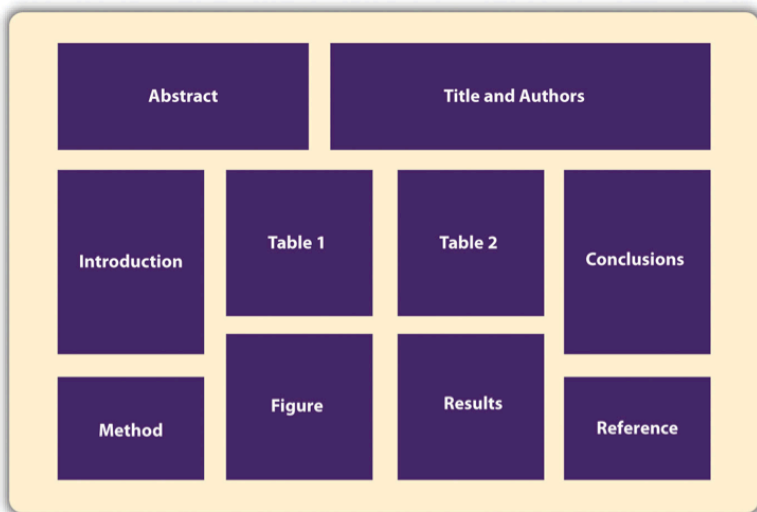 Abstract
Title and Authors
Introduction
Table 1
Table 2
Conclusions
Method
Figure
Results
Reference